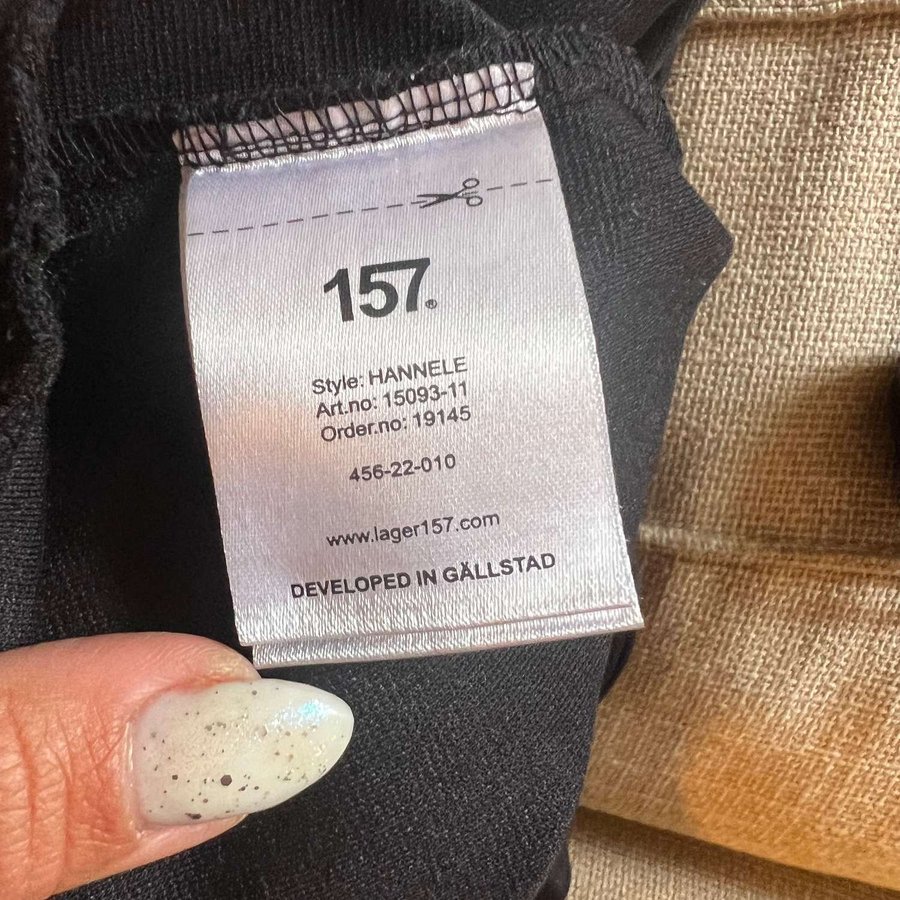 157®
Style: HANNELE
Art.no: 15093-11
Order.no: 19145
456-22-010
www.lager157.com
DEVELOPED IN GÄLLSTAD